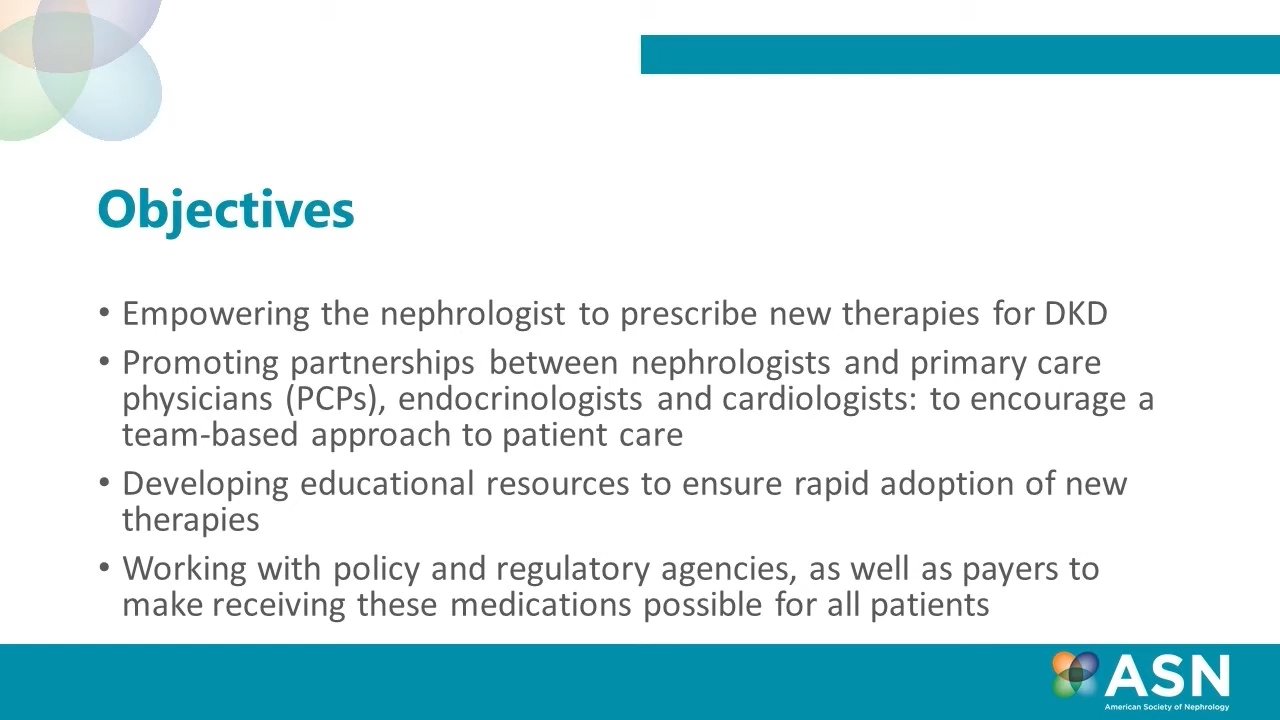 Objectives
• Empowering the nephrologist to prescribe new therapies for DKD
• Promoting partnerships between nephrologists and primary care
physicians (PCPs), endocrinologists and cardiologists: to encourage a
team-based approach to patient care
• Developing educational resources to ensure rapid adoption of new
therapies
• Working with policy and regulatory agencies, as well as payers to
make receiving these medications possible for all patients
ASN
American Society of Nephrology